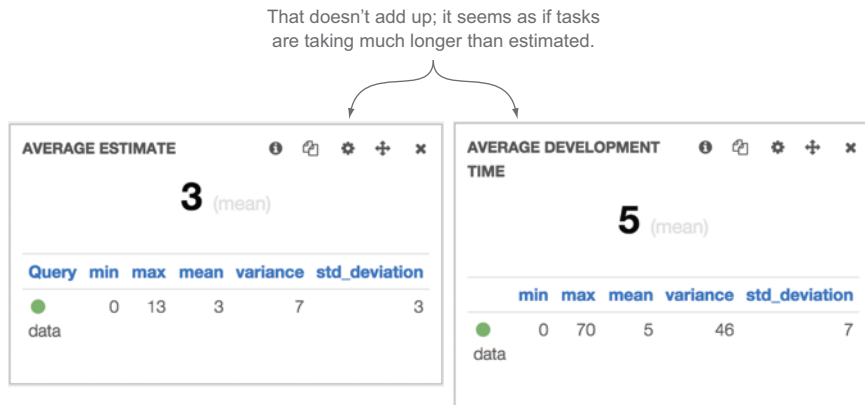 That doesn’t add up; it seems as if tasks
are taking much longer than estimated.
AVERAGE ESTIMATE
3 (mean)
Query min max mean variance std_deviation
0 13 3 7 3
data
AVERAGE DEVELOPMENT
TIME
5 (mean)
min max mean variance std_deviation
0 70 5 46 7
data